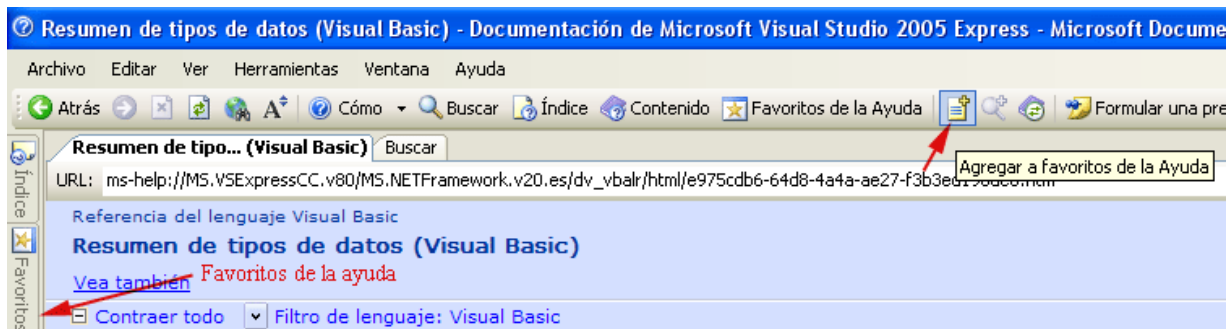 Resumen de tipos de datos (Visual Basic) - Documentación de Microsoft Visual Studio 2005 Express - Microsoft Docume
Archivo Editar Ver Herramientas Ventana Ayuda
Atrás Cómo Buscar Índice Contenido Favoritos de la Ayuda Formular una pre
Resumen de tipo... (Visual Basic) Buscar
Agregar a favoritos de la Ayuda
URL: ms-help://MS.VSExpressCC.v80/MS.NETFramework.v20.es/dv_vbalr/html/e975cdb6-64d8-4a4a-ae27-
Índice
Referencia del lenguaje Visual Basic
Resumen de tipos de datos (Visual Basic)
Vea también
Favoritos de la ayuda
Favoritos
Contraer todo Filtro de lenguaje: Visual Basic